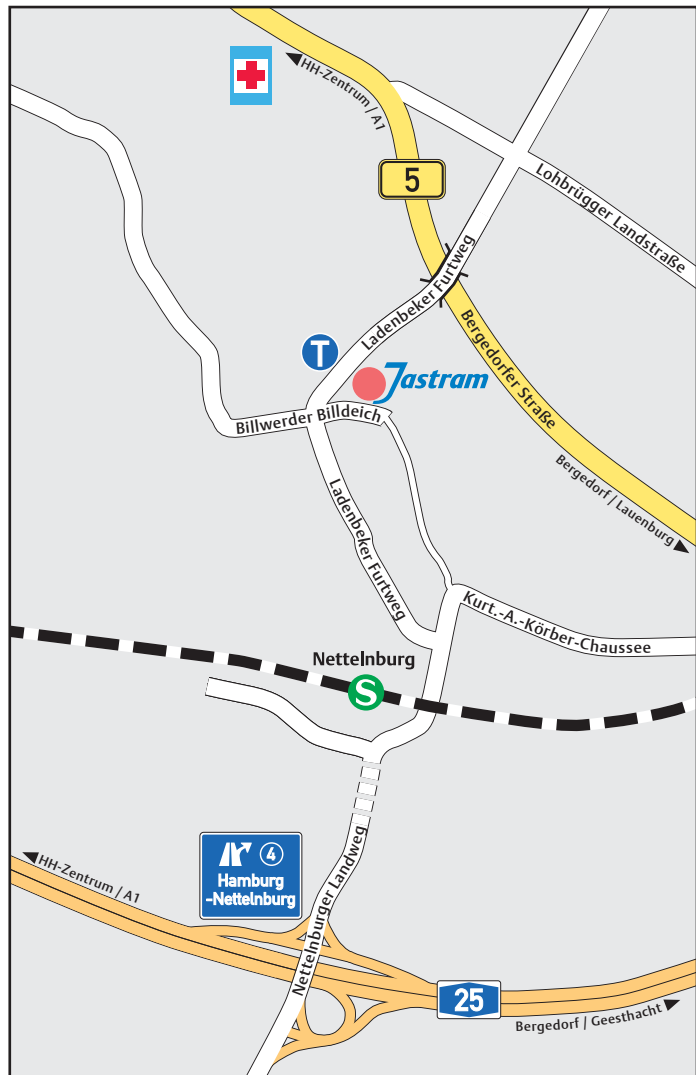 HH-Zentrum / A1
5
Lohbrügger Landstraße
Ladenbeker Furtweg
T
Jastram
Bergedorfer Straße
Billwerder Billdeich
Bergedorf / Lauenburg
Ladenbeker Furtweg
Kurt.-A.-Körber-Chaussee
Nettelnburg
S
4
Hamburg
-Nettelnburg
HH-Zentrum / A1
Nettelnburger Landweg
25
Bergedorf / Geesthacht